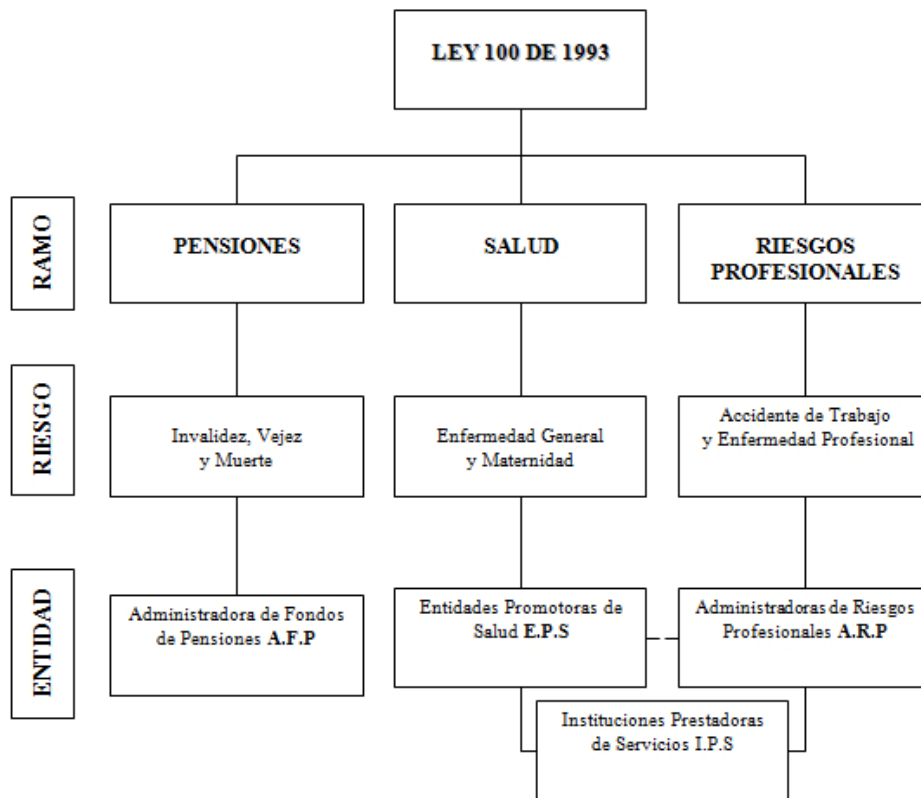 LEY 100 DE 1993
RAMO
PENSIONES
SALUD
RIESGOS
PROFESIONALES
RIESGO
Invalidez, Vejez
y Muerte
Enfermedad General
y Maternidad
Accidente de Trabajo
y Enfermedad Profesional
ENTIDAD
Administradora de Fondos
de Pensiones A.F.P
Entidades Promotoras de
Salud E.P.S
Administradoras de Riesgos
Profesionales A.R.P
Instituciones Prestadoras
de Servicios I.P.S